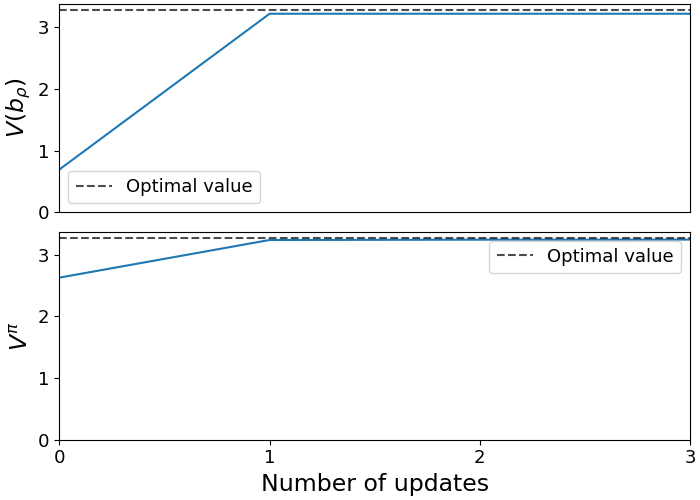 3
2
1
0
V(b_ρ)
Optimal value
3
2
1
0
V^π
Optimal value
0 1 2 3
Number of updates